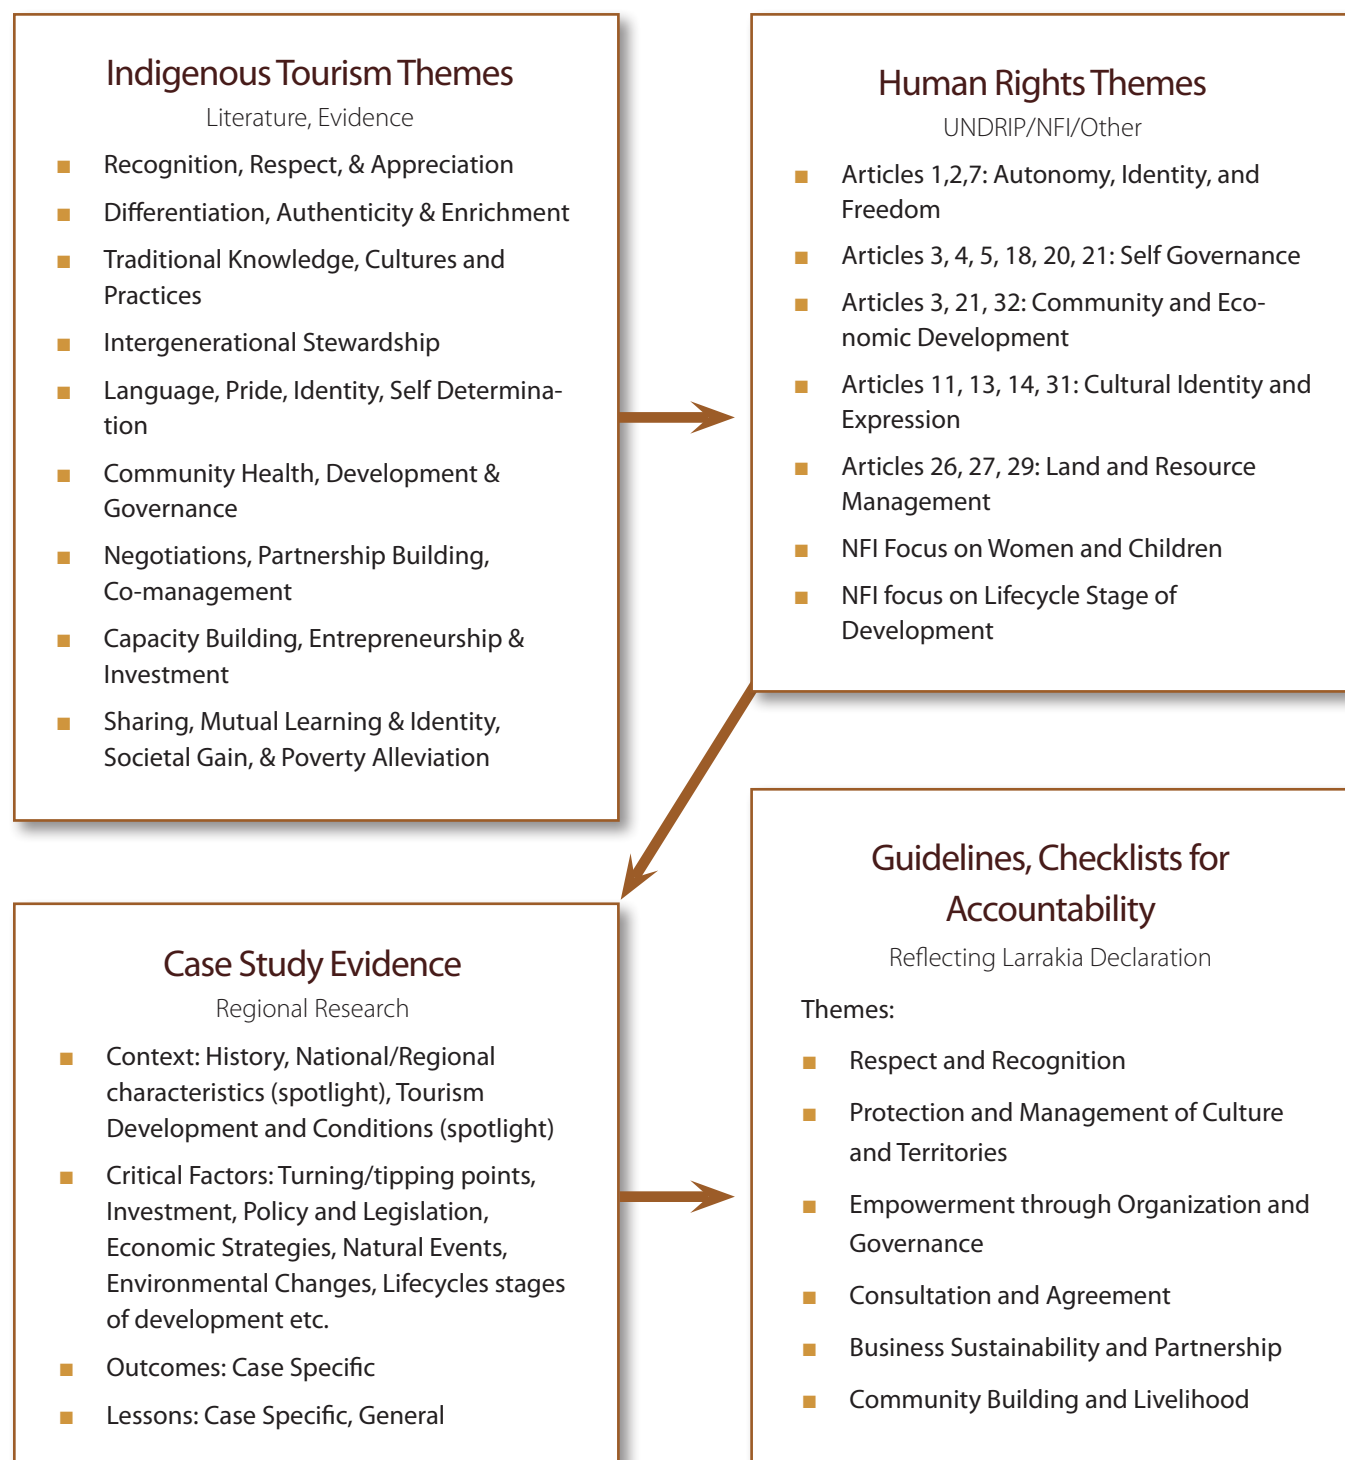 Indigenous Tourism Themes
Literature, Evidence
Recognition, Respect, & Appreciation
Differentiation, Authenticity & Enrichment
Traditional Knowledge, Cultures and
Practices
Intergenerational Stewardship
Language, Pride, Identity, Self Determina-
tion
Community Health, Development &
Governance
Negotiations, Partnership Building,
Co-management
Capacity Building, Entrepreneurship &
Investment
Sharing, Mutual Learning & Identity,
Societal Gain, & Poverty Alleviation
Human Rights Themes
UNDRIP/NFI/Other
Articles 1,2,7: Autonomy, Identity, and
Freedom
Articles 3, 4, 5, 18, 20, 21: Self Governance
Articles 3, 21, 32: Community and Eco-
nomic Development
Articles 11, 13, 14, 31: Cultural Identity and
Expression
Articles 26, 27, 29: Land and Resource
Management
NFI Focus on Women and Children
NFI focus on Lifecycle Stage of
Development
Case Study Evidence
Regional Research
Context: History, National/Regional
characteristics (spotlight), Tourism
Development and Conditions (spotlight)
Critical Factors: Turning/tipping points,
Investment, Policy and Legislation,
Economic Strategies, Natural Events,
Environmental Changes, Lifecycles stages
of development etc.
Outcomes: Case Specific
Lessons: Case Specific, General
Guidelines, Checklists for
Accountability
Reflecting Larrakia Declaration
Themes:
Respect and Recognition
Protection and Management of Culture
and Territories
Empowerment through Organization and
Governance
Consultation and Agreement
Business Sustainability and Partnership
Community Building and Livelihood